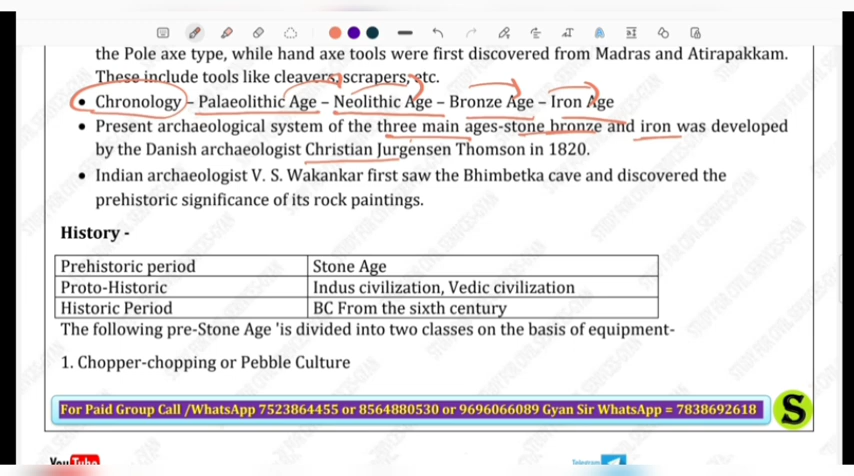 the Pole axe type, while hand axe tools were first discovered from Madras and Atirapakkam.
These include tools like cleavers, scrapers, etc.
• Chronology – Palaeolithic Age – Neolithic Age – Bronze Age – Iron Age
• Present archaeological system of the three main ages-stone bronze and iron was developed
by the Danish archaeologist Christian Jurgensen Thomson in 1820.
• Indian archaeologist V. S. Wakankar first saw the Bhimbetka cave and discovered the
prehistoric significance of its rock paintings.
History -
Prehistoric period Stone Age
Proto-Historic Indus civilization, Vedic civilization
Historic Period BC From the sixth century
The following pre-Stone Age 'is divided into two classes on the basis of equipment-
1. Chopper-chopping or Pebble Culture
For Paid Group Call /WhatsApp 7523864455 or 8564880530 or 9696066089 Gyan Sir WhatsApp = 7838692618
S
YouTube Telegram